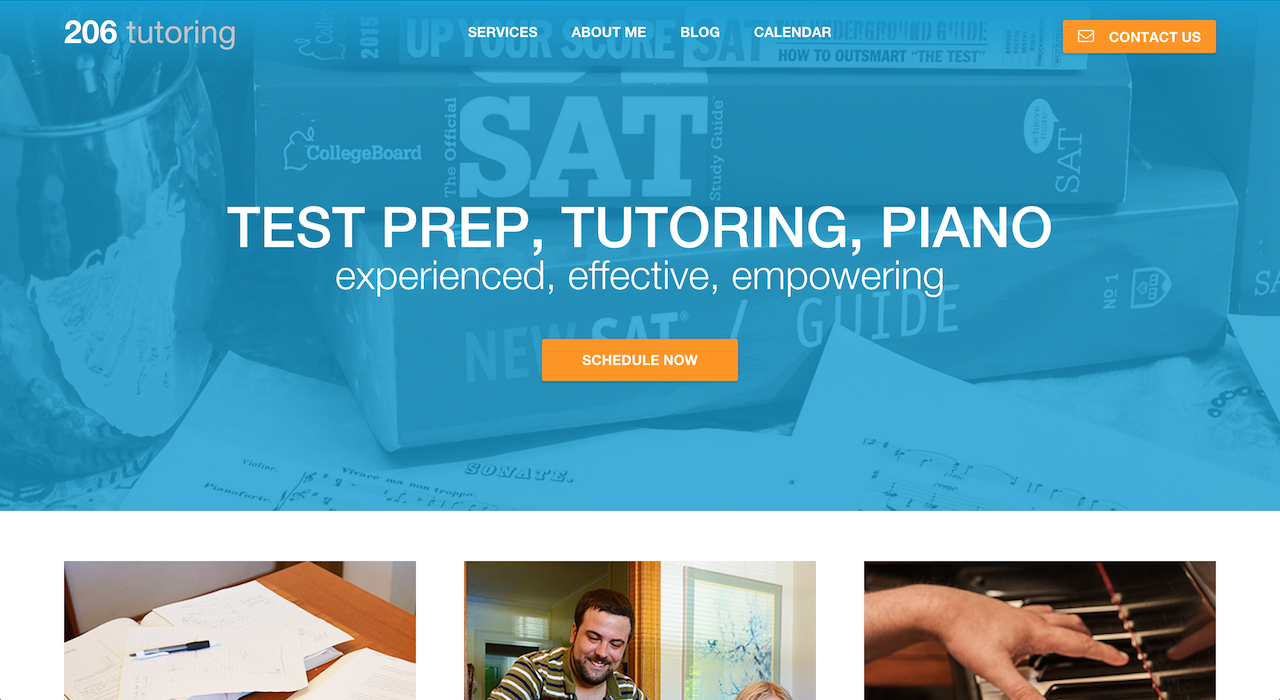 206 tutoring
SERVICES
ABOUT ME
BLOG
CALENDAR
CONTACT US
2015
UP YOUR SCORE SAT
UNDERGROUND GUIDE
HOW TO OUTSMART "THE TEST"
CollegeBoard
The Official
SAT
Study Guide
achieve more
SAT
TEST PREP, TUTORING, PIANO
experienced, effective, empowering
NEW SAT® / GUIDE
Nº 1
SCHEDULE NOW
Violine.
Vivace ma non troppo.
SONATE.
Pianoforte.